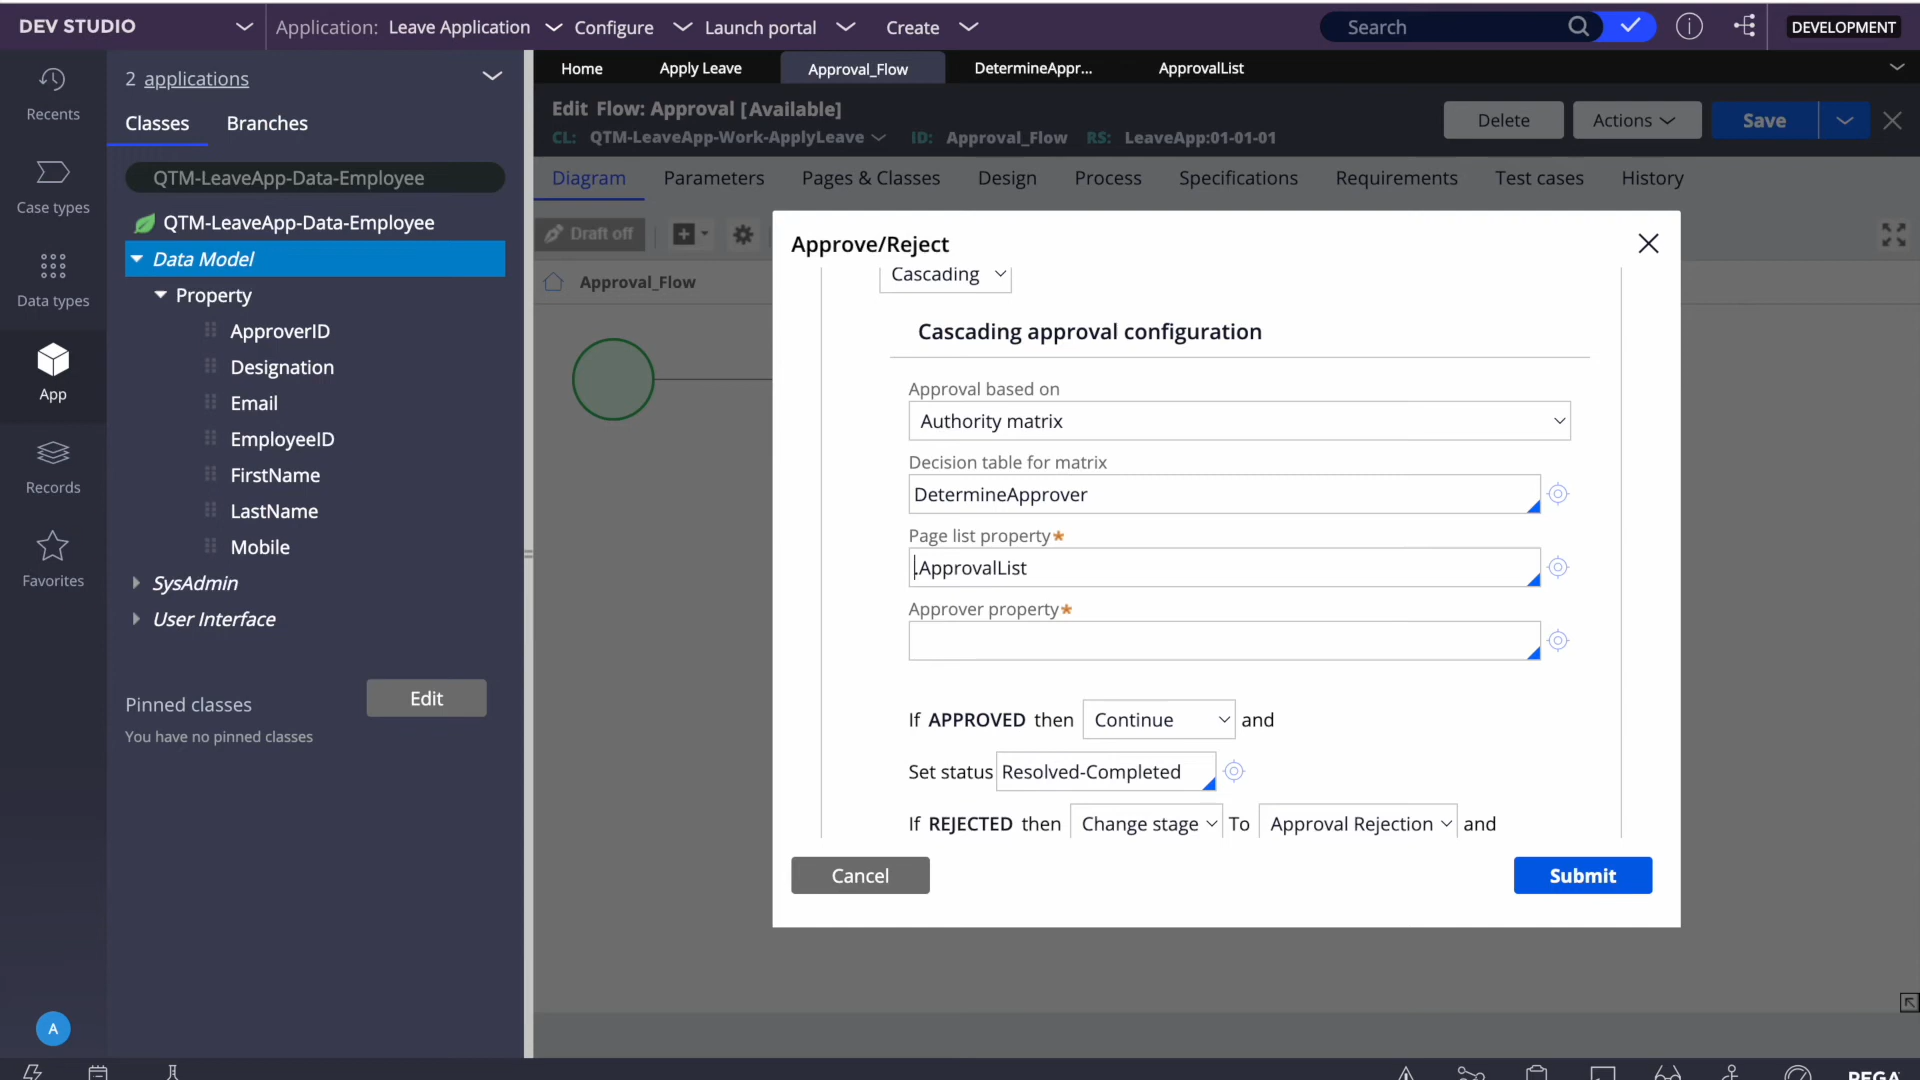 DEV STUDIO
Application: Leave Application
Configure
Launch portal
Create
Search
DEVELOPMENT
Recents
Case types
Data types
App
Records
Favorites
A
2 applications
Classes
Branches
QTM-LeaveApp-Data-Employee
QTM-LeaveApp-Data-Employee
Data Model
Property
ApproverID
Designation
Email
EmployeeID
FirstName
LastName
Mobile
SysAdmin
User Interface
Pinned classes
Edit
You have no pinned classes
Home
Apply Leave
Approval_Flow
DetermineAppr...
ApprovalList
Edit Flow: Approval [Available]
CL: QTM-LeaveApp-Work-ApplyLeave ID: Approval_Flow RS: LeaveApp:01-01-01
Delete
Actions
Save
Diagram
Parameters
Pages & Classes
Design
Process
Specifications
Requirements
Test cases
History
Draft off
Approval_Flow
Approve/Reject
Cascading
Cascading approval configuration
Approval based on
Authority matrix
Decision table for matrix
DetermineApprover
Page list property*
.ApprovalList
Approver property*
If APPROVED then Continue and
Set status Resolved-Completed
If REJECTED then Change stage To Approval Rejection and
Cancel
Submit
PEGA